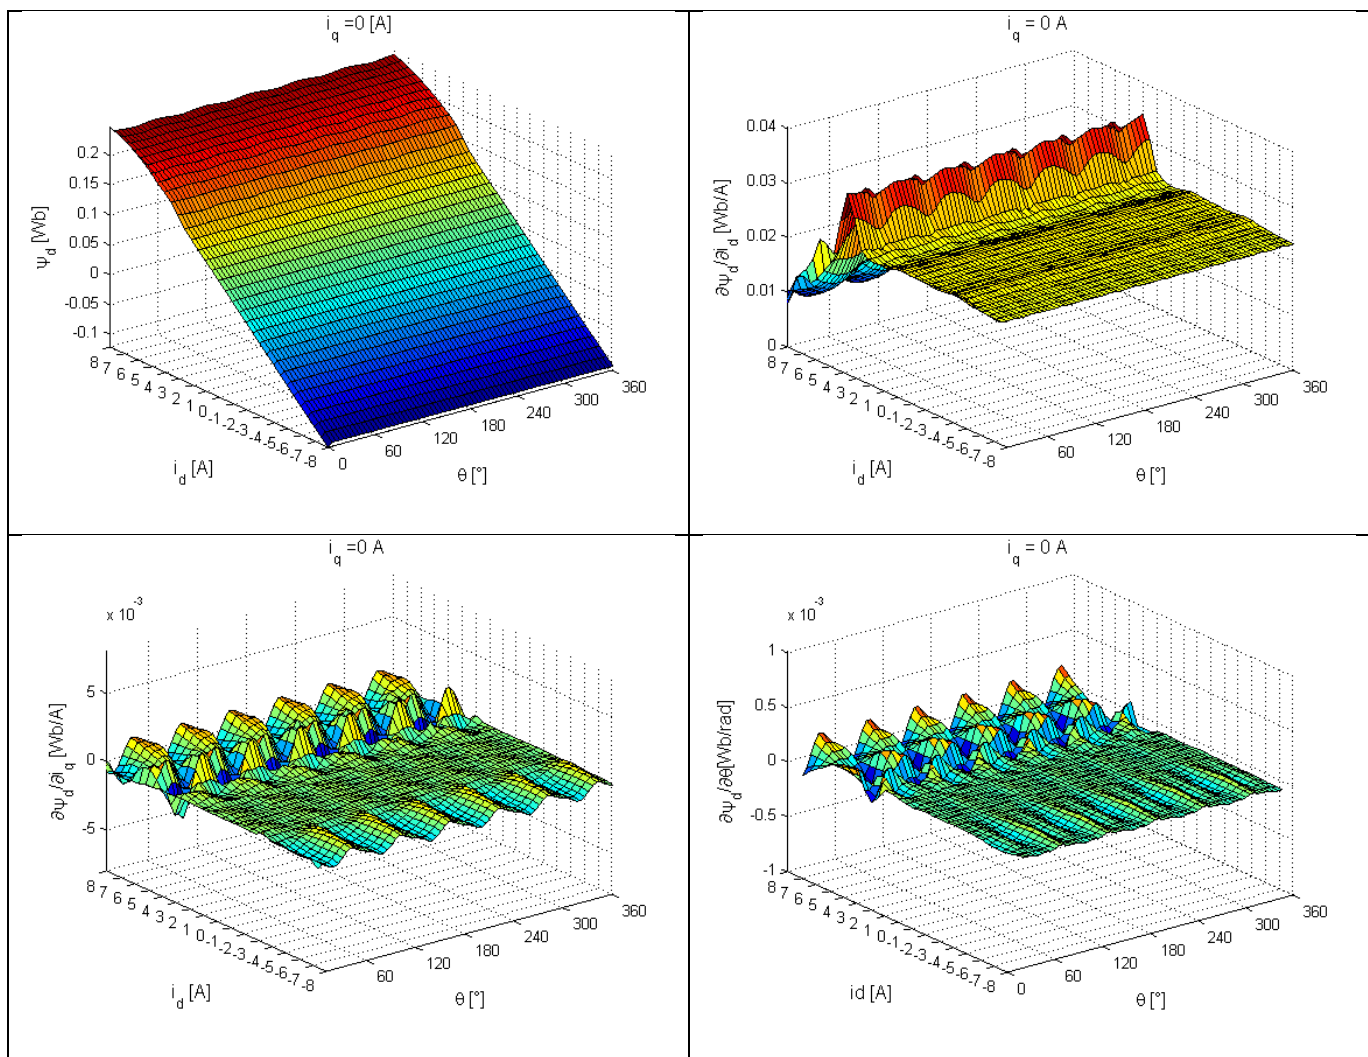 i_q =0 [A]
ψ_d [Wb]
0.2
0.15
0.1
0.05
0
-0.05
-0.1
8 7 6 5 4 3 2 1 0 -1 -2 -3 -4 -5 -6 -7 -8
i_d [A]
0 60 120 180 240 300 360
θ [°]
i_q = 0 A
∂ψ_d/∂i_d [Wb/A]
0.04
0.03
0.02
0.01
0
8 7 6 5 4 3 2 1 0 -1 -2 -3 -4 -5 -6 -7 -8
i_d [A]
60 120 180 240 300 360
θ [°]
i_q =0 A
x 10^-3
∂ψ_d/∂i_q [Wb/A]
5
0
-5
8 7 6 5 4 3 2 1 0 -1 -2 -3 -4 -5 -6 -7 -8
i_d [A]
60 120 180 240 300 360
θ [°]
i_q = 0 A
x 10^-3
∂ψ_d/∂θ[Wb/rad]
1
0.5
0
-0.5
-1
8 7 6 5 4 3 2 1 0 -1 -2 -3 -4 -5 -6 -7 -8
id [A]
0 60 120 180 240 300 360
θ [°]